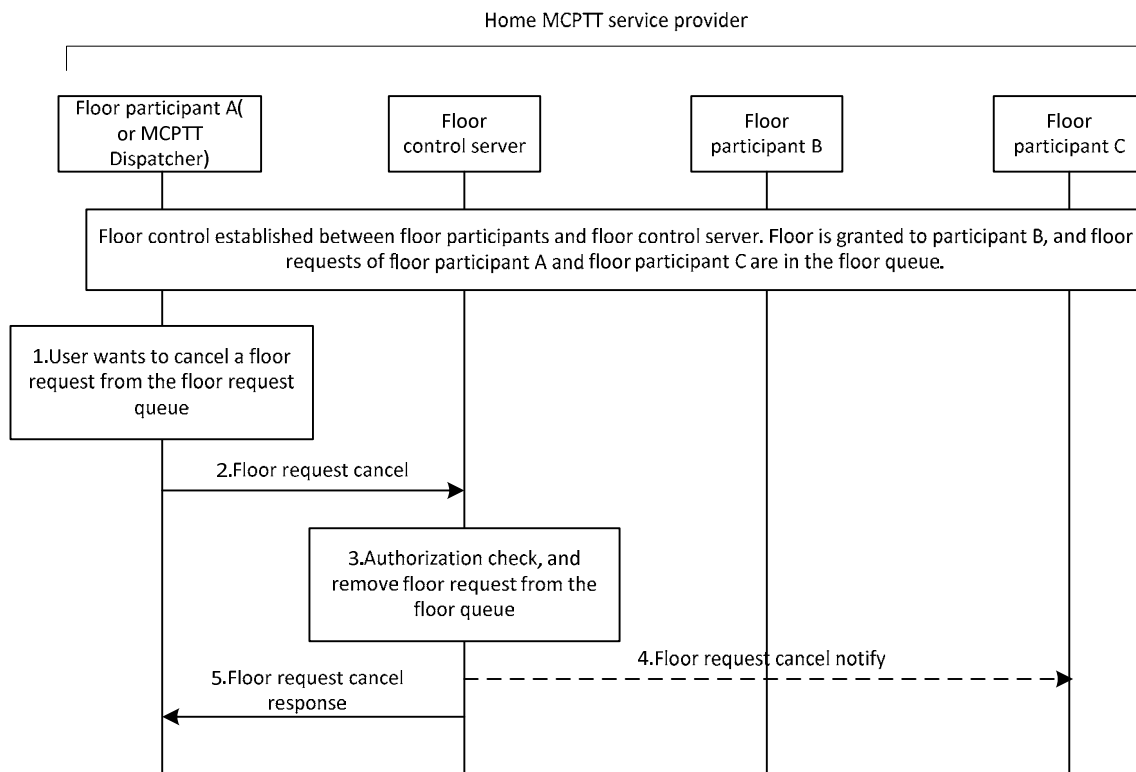 Home MCPTT service provider
Floor participant A(
or MCPTT
Dispatcher)
Floor
control server
Floor
participant B
Floor
participant C
Floor control established between floor participants and floor control server. Floor is granted to participant B, and floor
requests of floor participant A and floor participant C are in the floor queue.
1.User wants to cancel a floor
request from the floor request
queue
2.Floor request cancel
3.Authorization check, and
remove floor request from the
floor queue
4.Floor request cancel notify
5.Floor request cancel
response